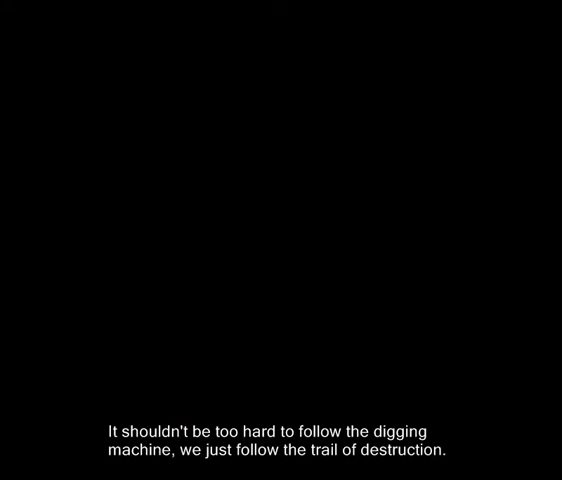 It shouldn't be too hard to follow the digging
machine, we just follow the trail of destruction.